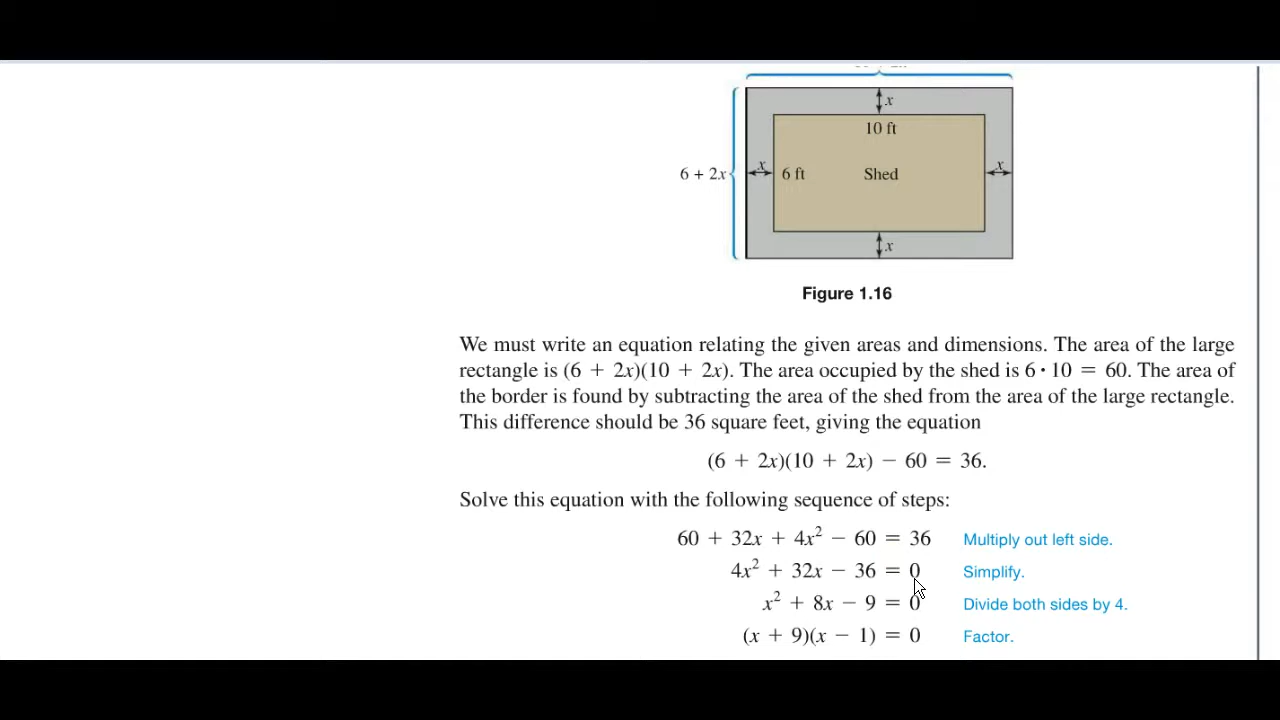 x
10 ft
6 + 2x
x
6 ft
Shed
x
x
Figure 1.16
We must write an equation relating the given areas and dimensions. The area of the large
rectangle is (6 + 2x)(10 + 2x). The area occupied by the shed is 6 · 10 = 60. The area of
the border is found by subtracting the area of the shed from the area of the large rectangle.
This difference should be 36 square feet, giving the equation
(6 + 2x)(10 + 2x) − 60 = 36.
Solve this equation with the following sequence of steps:
60 + 32x + 4x² − 60 = 36 Multiply out left side.
4x² + 32x − 36 = 0 Simplify.
x² + 8x − 9 = 0 Divide both sides by 4.
(x + 9)(x − 1) = 0 Factor.